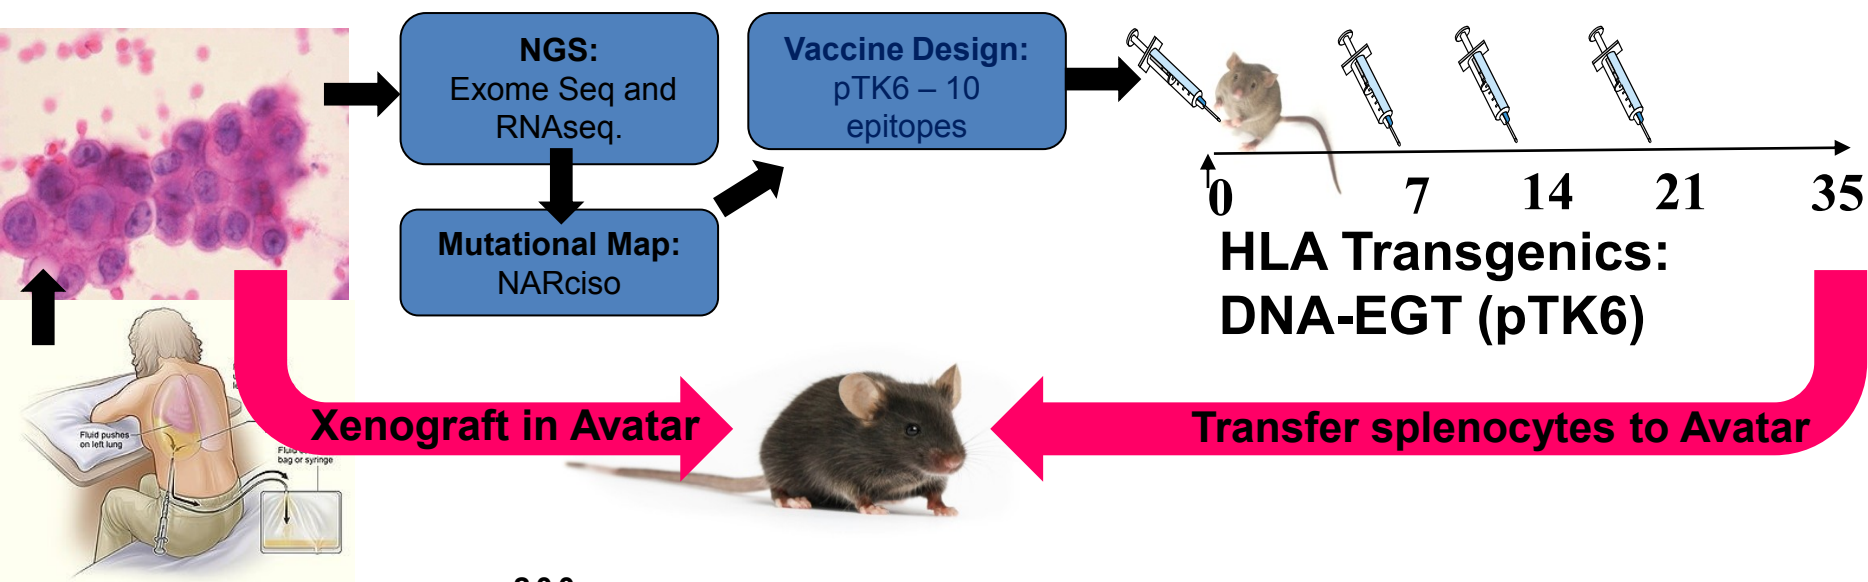 NGS:
Exome Seq and
RNAseq.
Mutational Map:
NARciso
Vaccine Design:
pTK6 – 10
epitopes
0 7 14 21 35
HLA Transgenics:
DNA-EGT (pTK6)
Xenograft in Avatar
Transfer splenocytes to Avatar
Fluid pushes
on left lung
bag or syringe